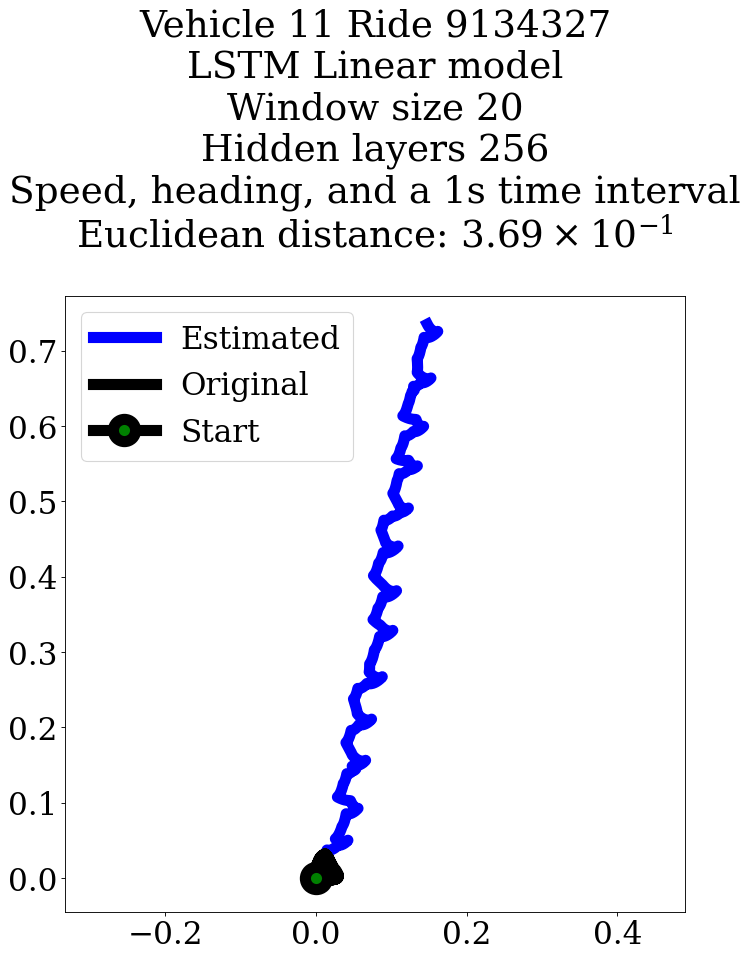 Vehicle 11 Ride 9134327
LSTM Linear model
Window size 20
Hidden layers 256
Speed, heading, and a 1s time interval
Euclidean distance: 3.69 × 10⁻¹
Estimated
Original
Start
0.7
0.6
0.5
0.4
0.3
0.2
0.1
0.0
−0.2 0.0 0.2 0.4